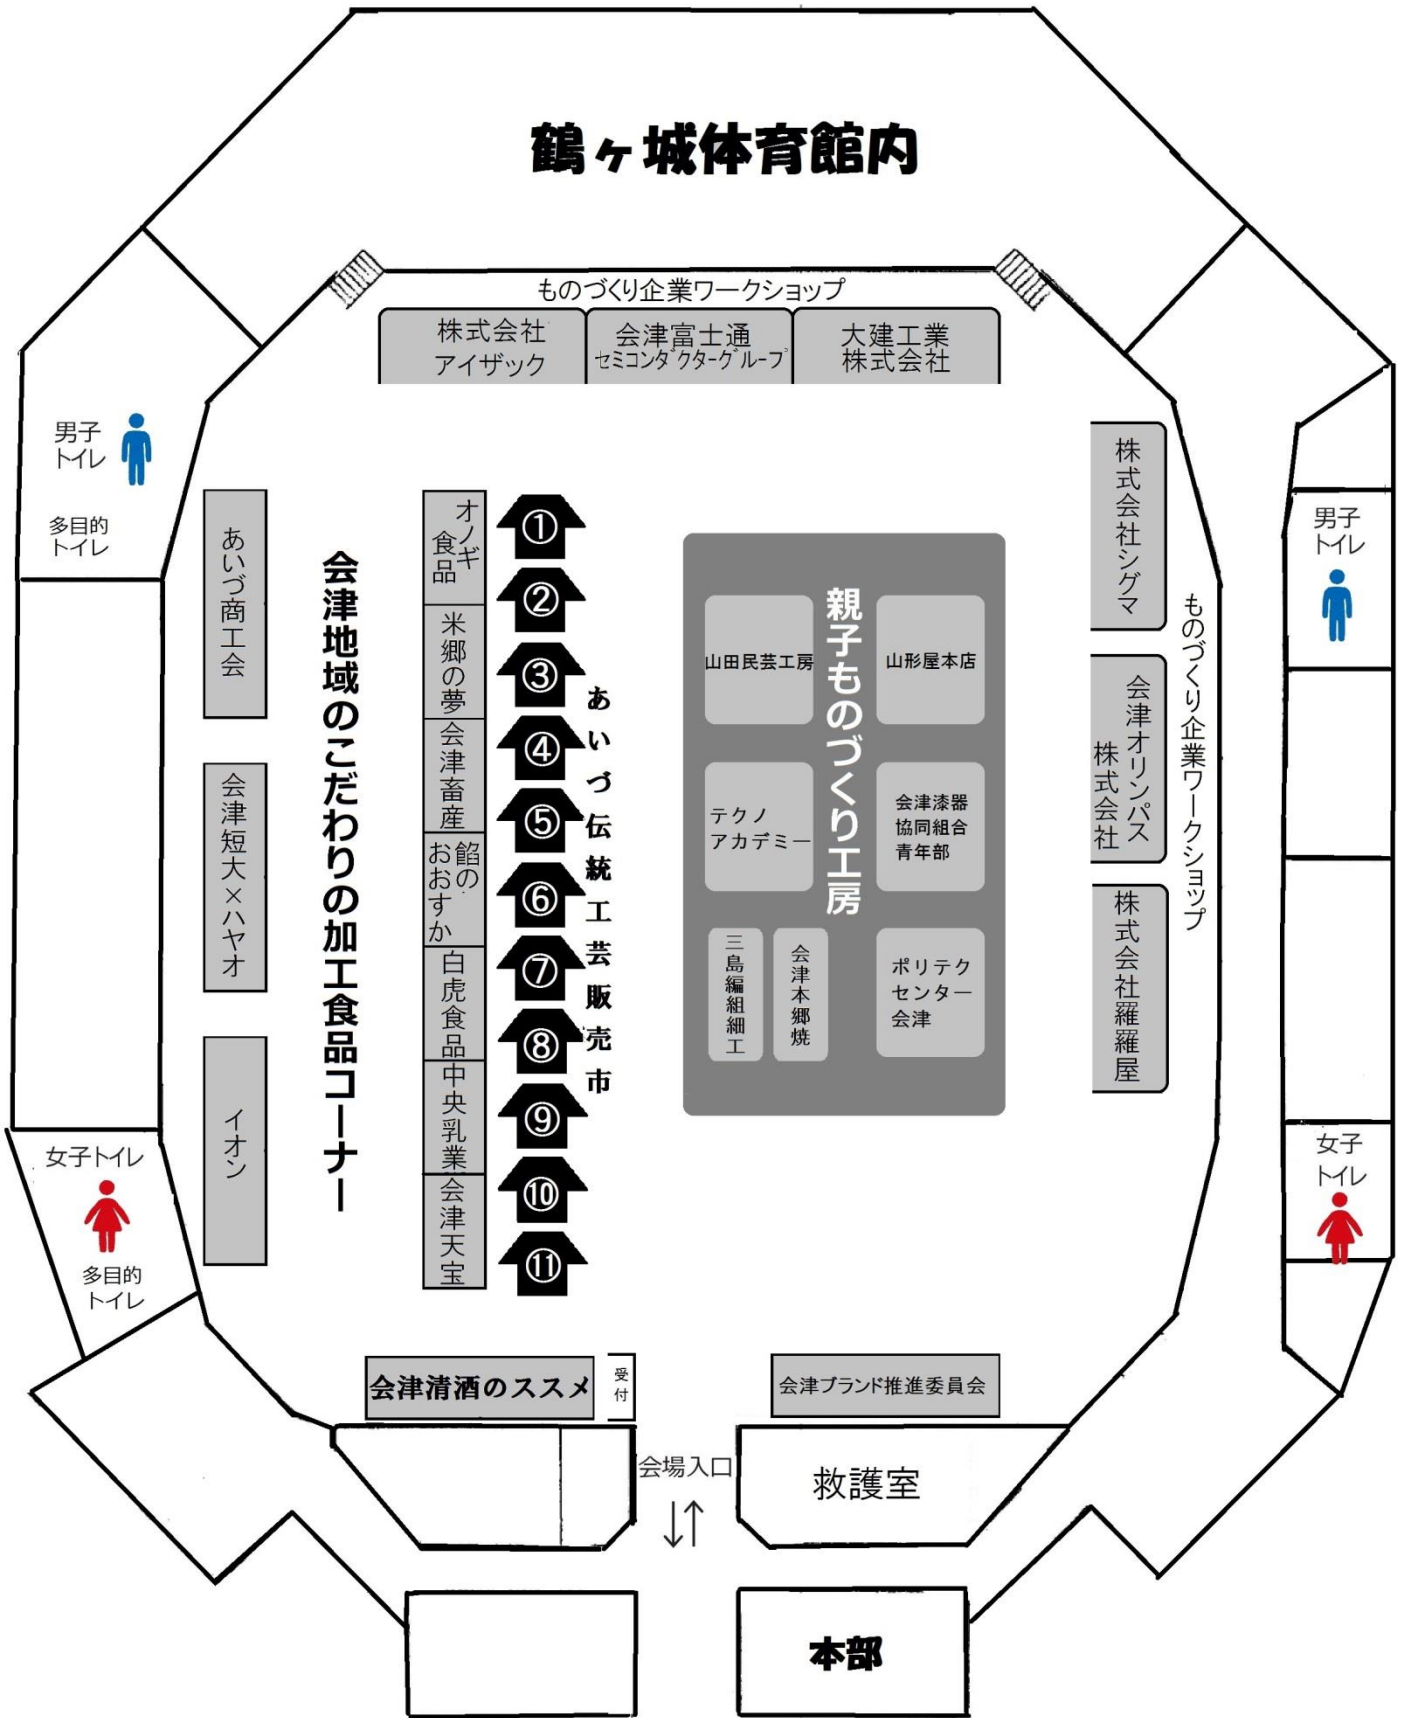 鶴ヶ城体育館内
ものづくり企業ワークショップ
株式会社
アイザック
会津富士通
セミコンダクターグループ
大建工業
株式会社
男子
トイレ
多目的
トイレ
あいづ商工会
会津短大×ハヤオ
イオン
女子トイレ
多目的
トイレ
会津地域のこだわりの加工食品コーナー
オノギ
食品
米郷の夢
会津畜産
餡の
おおすか
白虎食品
中央乳業
会津天宝
①
②
③
④
⑤
⑥
⑦
⑧
⑨
⑩
⑪
あいづ伝統工芸販売市
親子ものづくり工房
山田民芸工房
山形屋本店
テクノ
アカデミー
会津漆器
協同組合
青年部
三島編組細工
会津本郷焼
ポリテク
センター
会津
株式会社シグマ
会津オリンパス
株式会社
株式会社羅羅屋
ものづくり企業ワークショップ
男子
トイレ
女子
トイレ
会津清酒のススメ
受付
会津ブランド推進委員会
会場入口
↓↑
救護室
本部